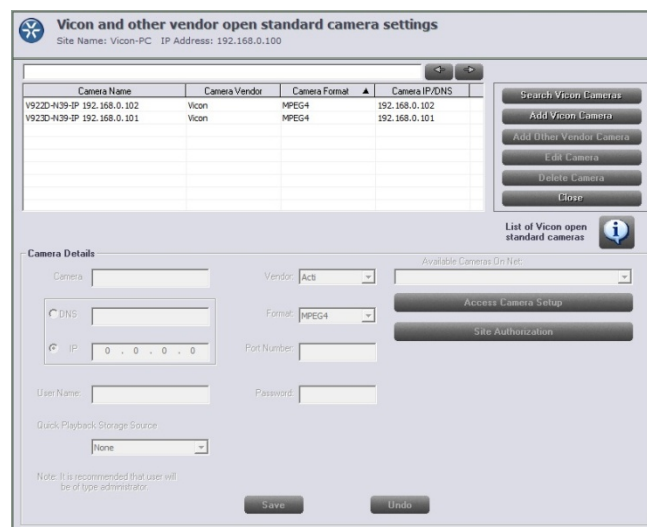 Vicon and other vendor open standard camera settings
Site Name: Vicon-PC IP Address: 192.168.0.100
Camera Name Camera Vendor Camera Format Camera IP/DNS
V922D-N39-IP 192.168.0.102 Vicon MPEG4 192.168.0.102
V923D-N39-IP 192.168.0.101 Vicon MPEG4 192.168.0.101
Search Vicon Cameras
Add Vicon Camera
Add Other Vendor Camera
Edit Camera
Delete Camera
Close
List of Vicon open
standard cameras
Camera Details
Camera
Vendor: Acti
Available Cameras On Net:
DNS
Format: MPEG4
Access Camera Setup
IP 0 . 0 . 0 . 0
Port Number:
Site Authorization
User Name:
Password:
Quick Playback Storage Source
None
Note: It is recommended that user will
be of type administrator.
Save Undo